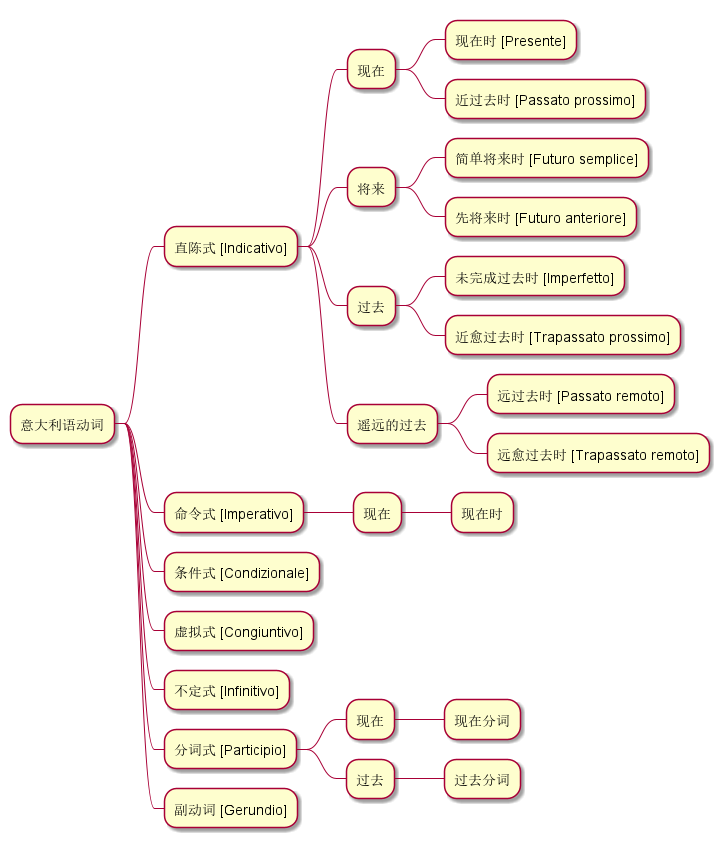 意大利语动词
直陈式 [Indicativo]
现在
现在时 [Presente]
近过去时 [Passato prossimo]
将来
简单将来时 [Futuro semplice]
先将来时 [Futuro anteriore]
过去
未完成过去时 [Imperfetto]
近愈过去时 [Trapassato prossimo]
遥远的过去
远过去时 [Passato remoto]
远愈过去时 [Trapassato remoto]
命令式 [Imperativo]
现在
现在时
条件式 [Condizionale]
虚拟式 [Congiuntivo]
不定式 [Infinitivo]
分词式 [Participio]
现在
现在分词
过去
过去分词
副动词 [Gerundio]